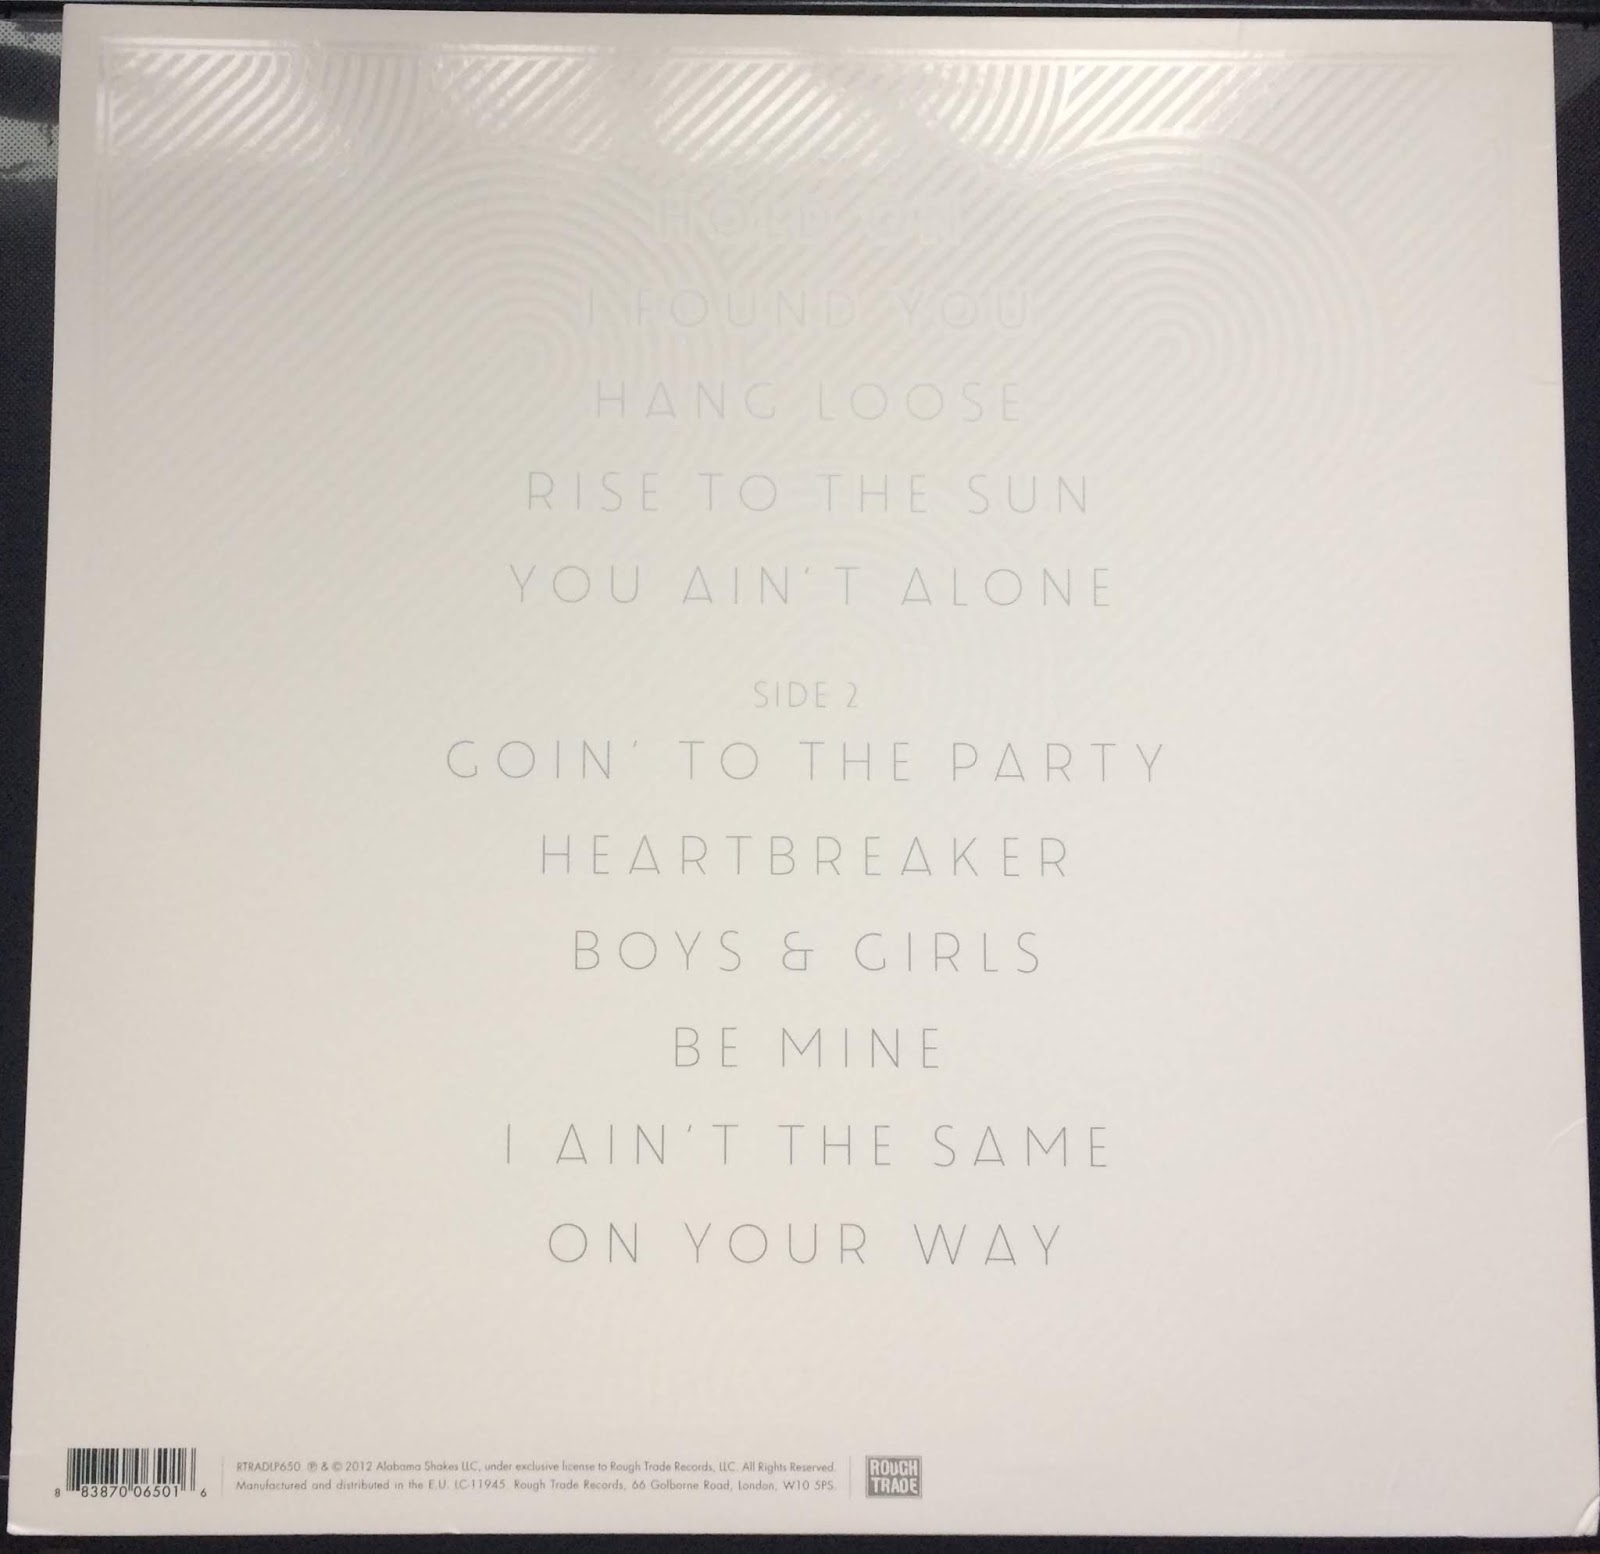 HOLD ON
I FOUND YOU
HANG LOOSE
RISE TO THE SUN
YOU AIN'T ALONE
SIDE 2
GOIN' TO THE PARTY
HEARTBREAKER
BOYS & GIRLS
BE MINE
I AIN'T THE SAME
ON YOUR WAY
8 83870 06501 6
RTRADLP650 ℗ & © 2012 Alabama Shakes LLC, under exclusive license to Rough Trade Records, LLC. All Rights Reserved.
Manufactured and distributed in the E.U. LC-11945. Rough Trade Records, 66 Golborne Road, London, W10 5PS.
ROUGH
TRADE